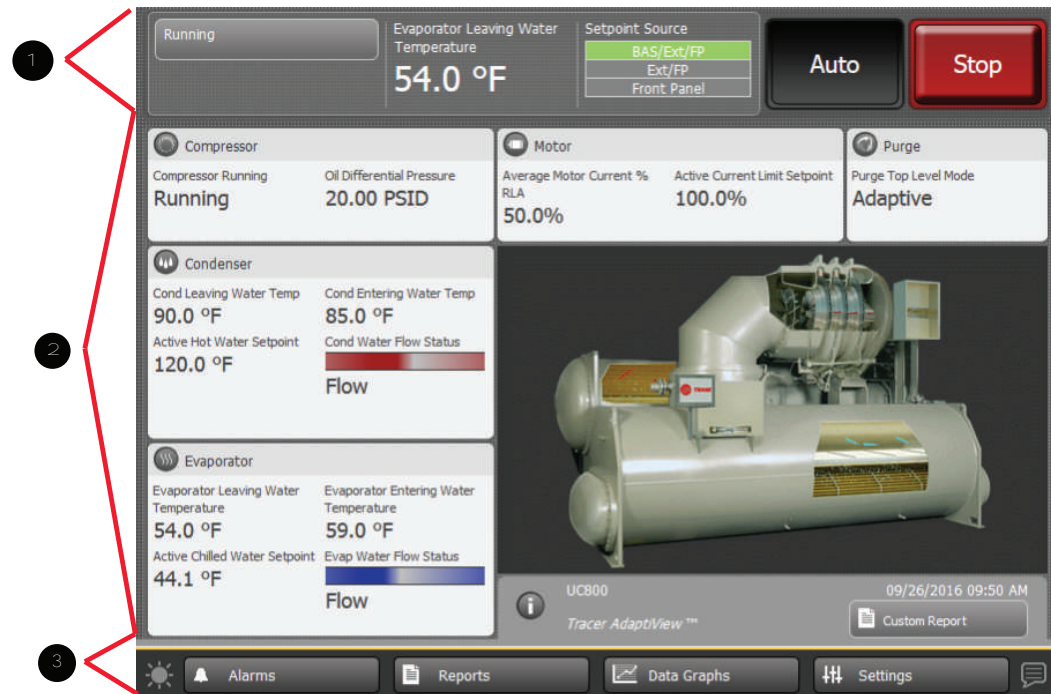 1
Running
Evaporator Leaving Water
Temperature
54.0 °F
Setpoint Source
BAS/Ext/FP
Ext/FP
Front Panel
Auto
Stop
2
Compressor
Compressor Running
Running
Oil Differential Pressure
20.00 PSID
Motor
Average Motor Current %
RLA
50.0%
Active Current Limit Setpoint
100.0%
Purge
Purge Top Level Mode
Adaptive
Condenser
Cond Leaving Water Temp
90.0 °F
Cond Entering Water Temp
85.0 °F
Active Hot Water Setpoint
120.0 °F
Cond Water Flow Status
Flow
TRANE
Evaporator
Evaporator Leaving Water
Temperature
54.0 °F
Evaporator Entering Water
Temperature
59.0 °F
Active Chilled Water Setpoint
44.1 °F
Evap Water Flow Status
Flow
UC800
Tracer AdaptiView ™
09/26/2016 09:50 AM
Custom Report
3
Alarms
Reports
Data Graphs
Settings